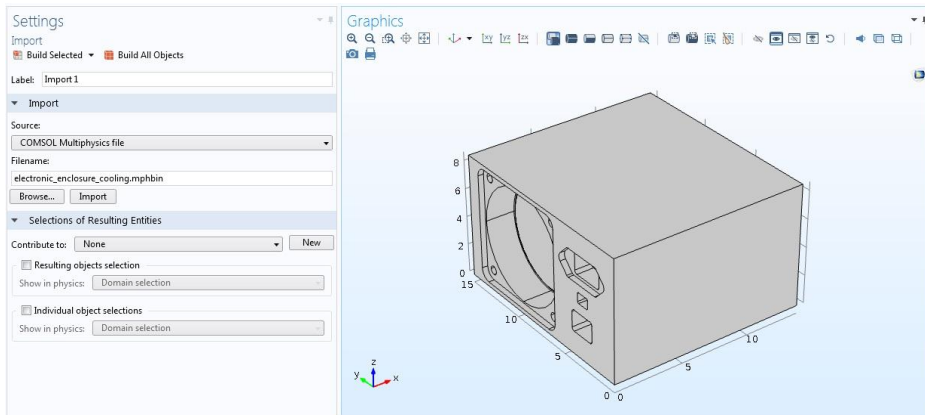 Settings
Import
Build Selected
Build All Objects
Label: Import 1
Import
Source:
COMSOL Multiphysics file
Filename:
electronic_enclosure_cooling.mphbin
Browse...
Import
Selections of Resulting Entities
Contribute to: None
New
Resulting objects selection
Show in physics: Domain selection
Individual object selections
Show in physics: Domain selection
Graphics
xy yz zx
8
6
4
2
0
15
10
5
0
0
5
10
z
y
x